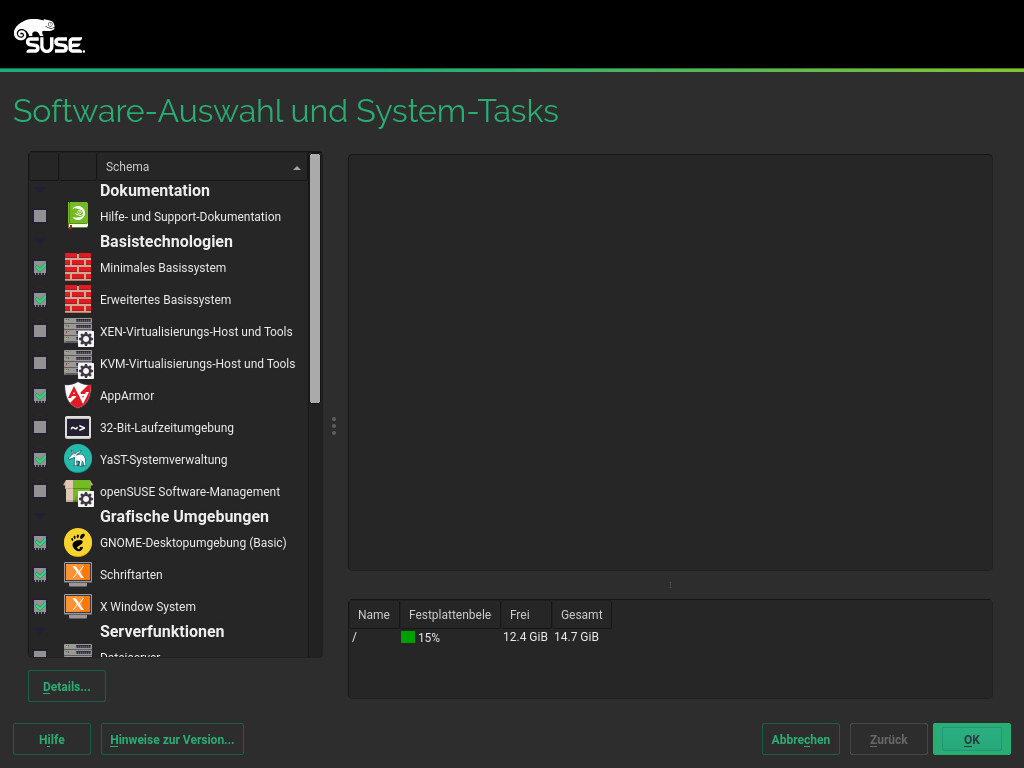 SUSE.
Software-Auswahl und System-Tasks
Schema
Dokumentation
Hilfe- und Support-Dokumentation
Basistechnologien
Minimales Basissystem
Erweitertes Basissystem
XEN-Virtualisierungs-Host und Tools
KVM-Virtualisierungs-Host und Tools
AppArmor
~> 32-Bit-Laufzeitumgebung
YaST-Systemverwaltung
openSUSE Software-Management
Grafische Umgebungen
GNOME-Desktopumgebung (Basic)
X Schriftarten
X X Window System
Serverfunktionen
Dateiserver
Name Festplattenbele Frei Gesamt
/ 15% 12.4 GiB 14.7 GiB
Details...
Hilfe Hinweise zur Version... Abbrechen Zurück OK